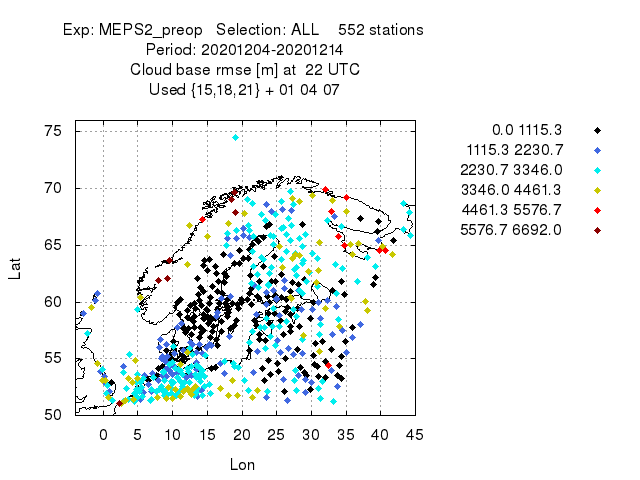 Exp: MEPS2_preop   Selection: ALL    552 stations
Period: 20201204-20201214
Cloud base rmse [m] at  22 UTC
Used {15,18,21} + 01 04 07
0.0 1115.3
1115.3 2230.7
2230.7 3346.0
3346.0 4461.3
4461.3 5576.7
5576.7 6692.0
75
70
65
60
55
50
Lat
0 5 10 15 20 25 30 35 40 45
Lon